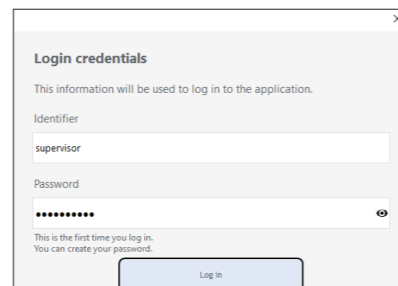 Login credentials
This information will be used to log in to the application.
Identifier
supervisor
Password
••••••••••
This is the first time you log in.
You can create your password.
Log in